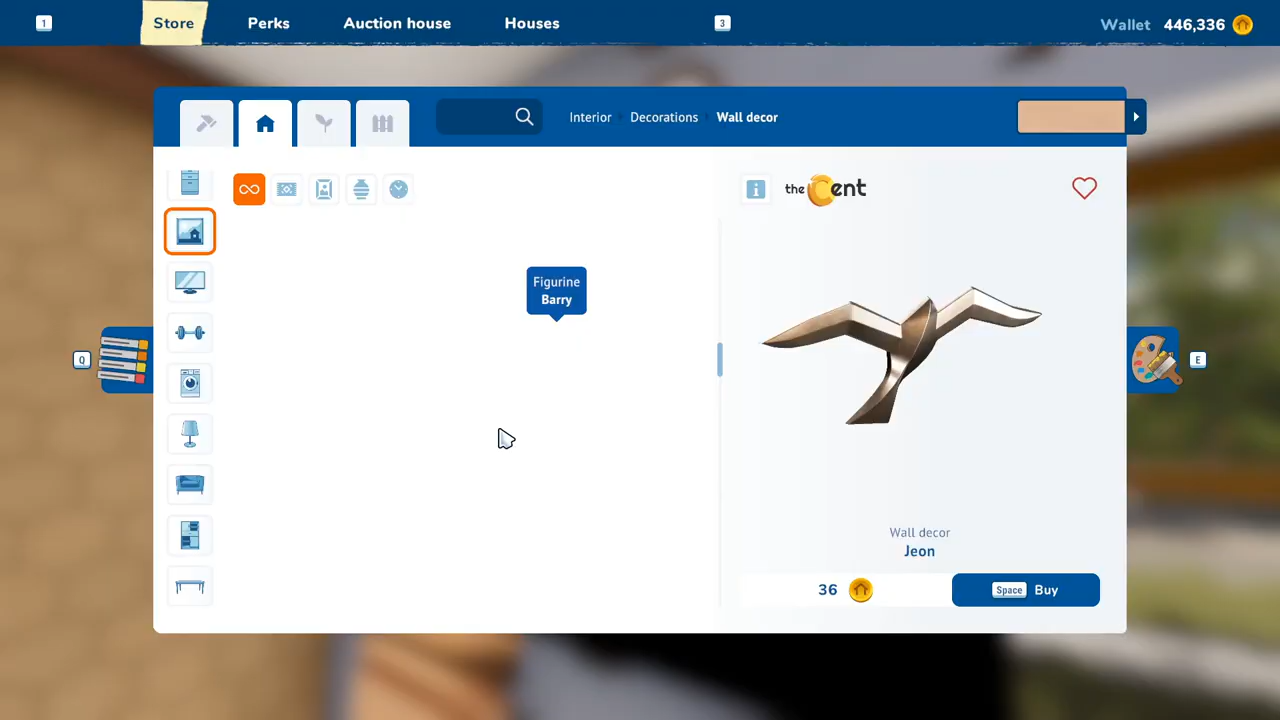 1
Store
Perks
Auction house
Houses
3
Wallet 446,336
Interior Decorations Wall decor
the Cent
Figurine
Barry
Q
E
Wall decor
Jeon
36
Space Buy